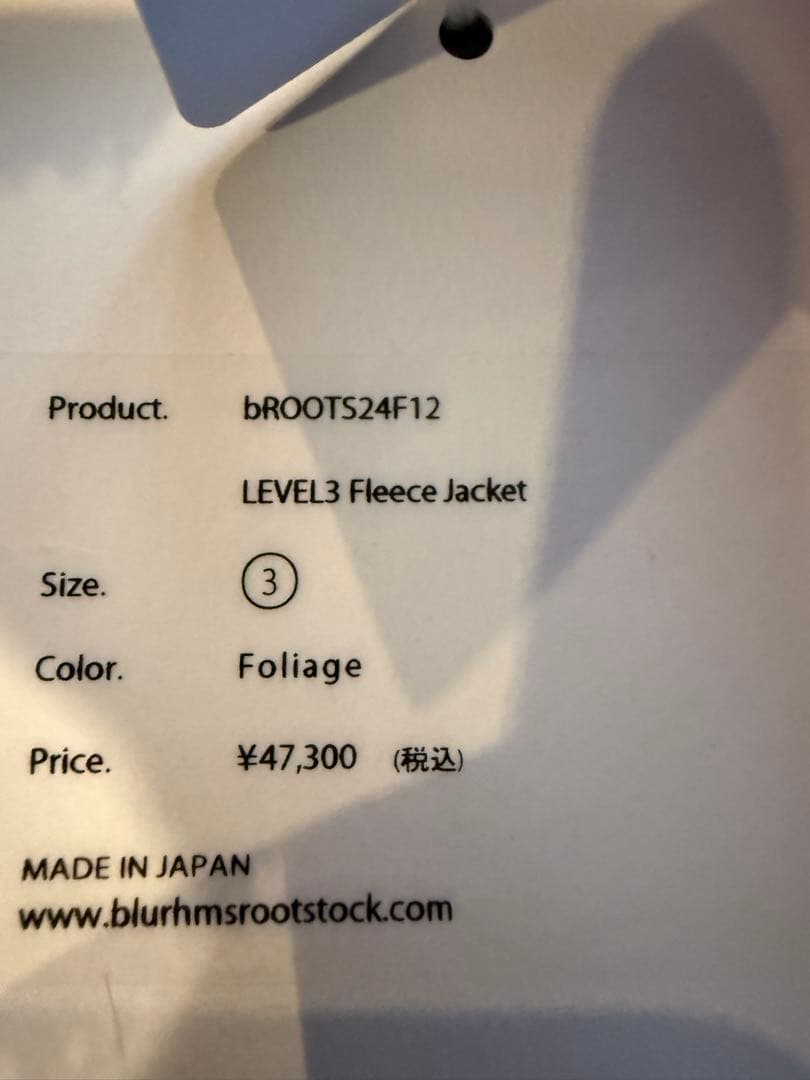 Product. bROOTS24F12
LEVEL3 Fleece Jacket
Size. ③
Color. Foliage
Price. ¥47,300 (税込)
MADE IN JAPAN
www.blurhmsrootstock.com